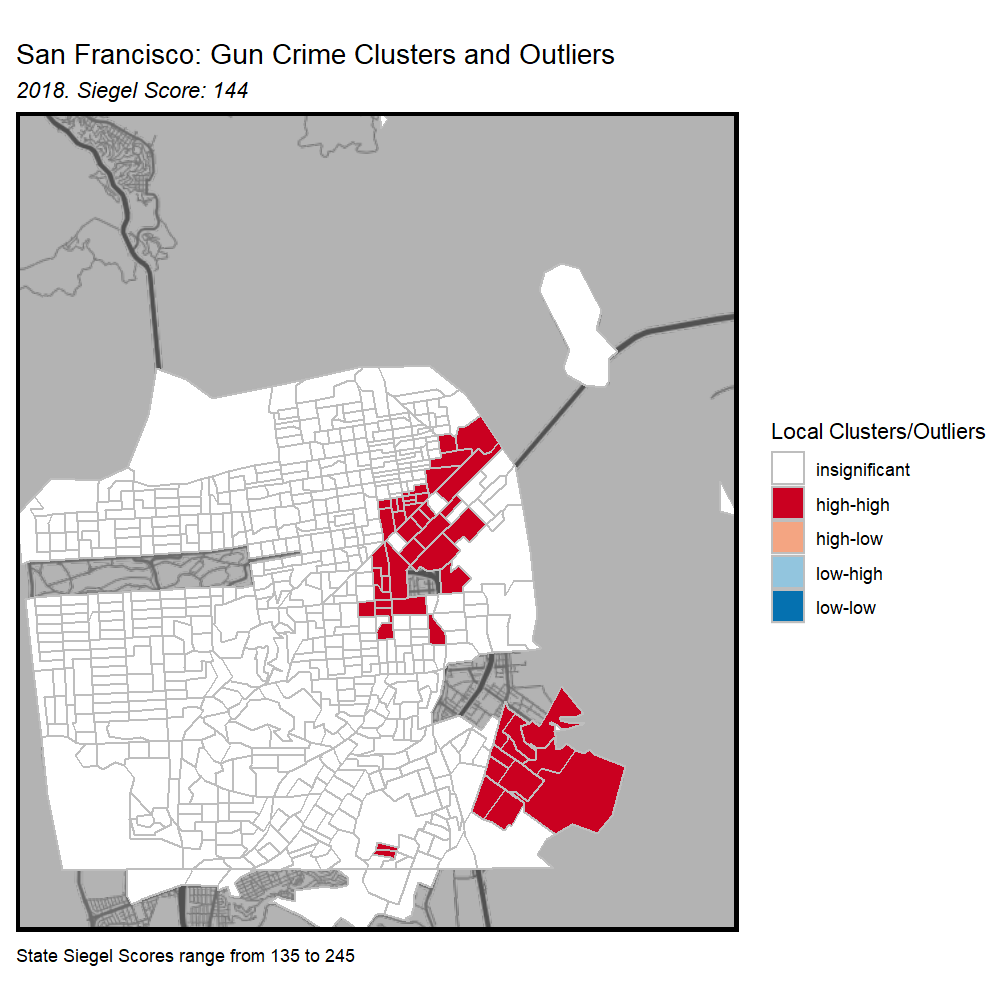 San Francisco: Gun Crime Clusters and Outliers
2018. Siegel Score: 144
Local Clusters/Outliers
insignificant
high-high
high-low
low-high
low-low
State Siegel Scores range from 135 to 245